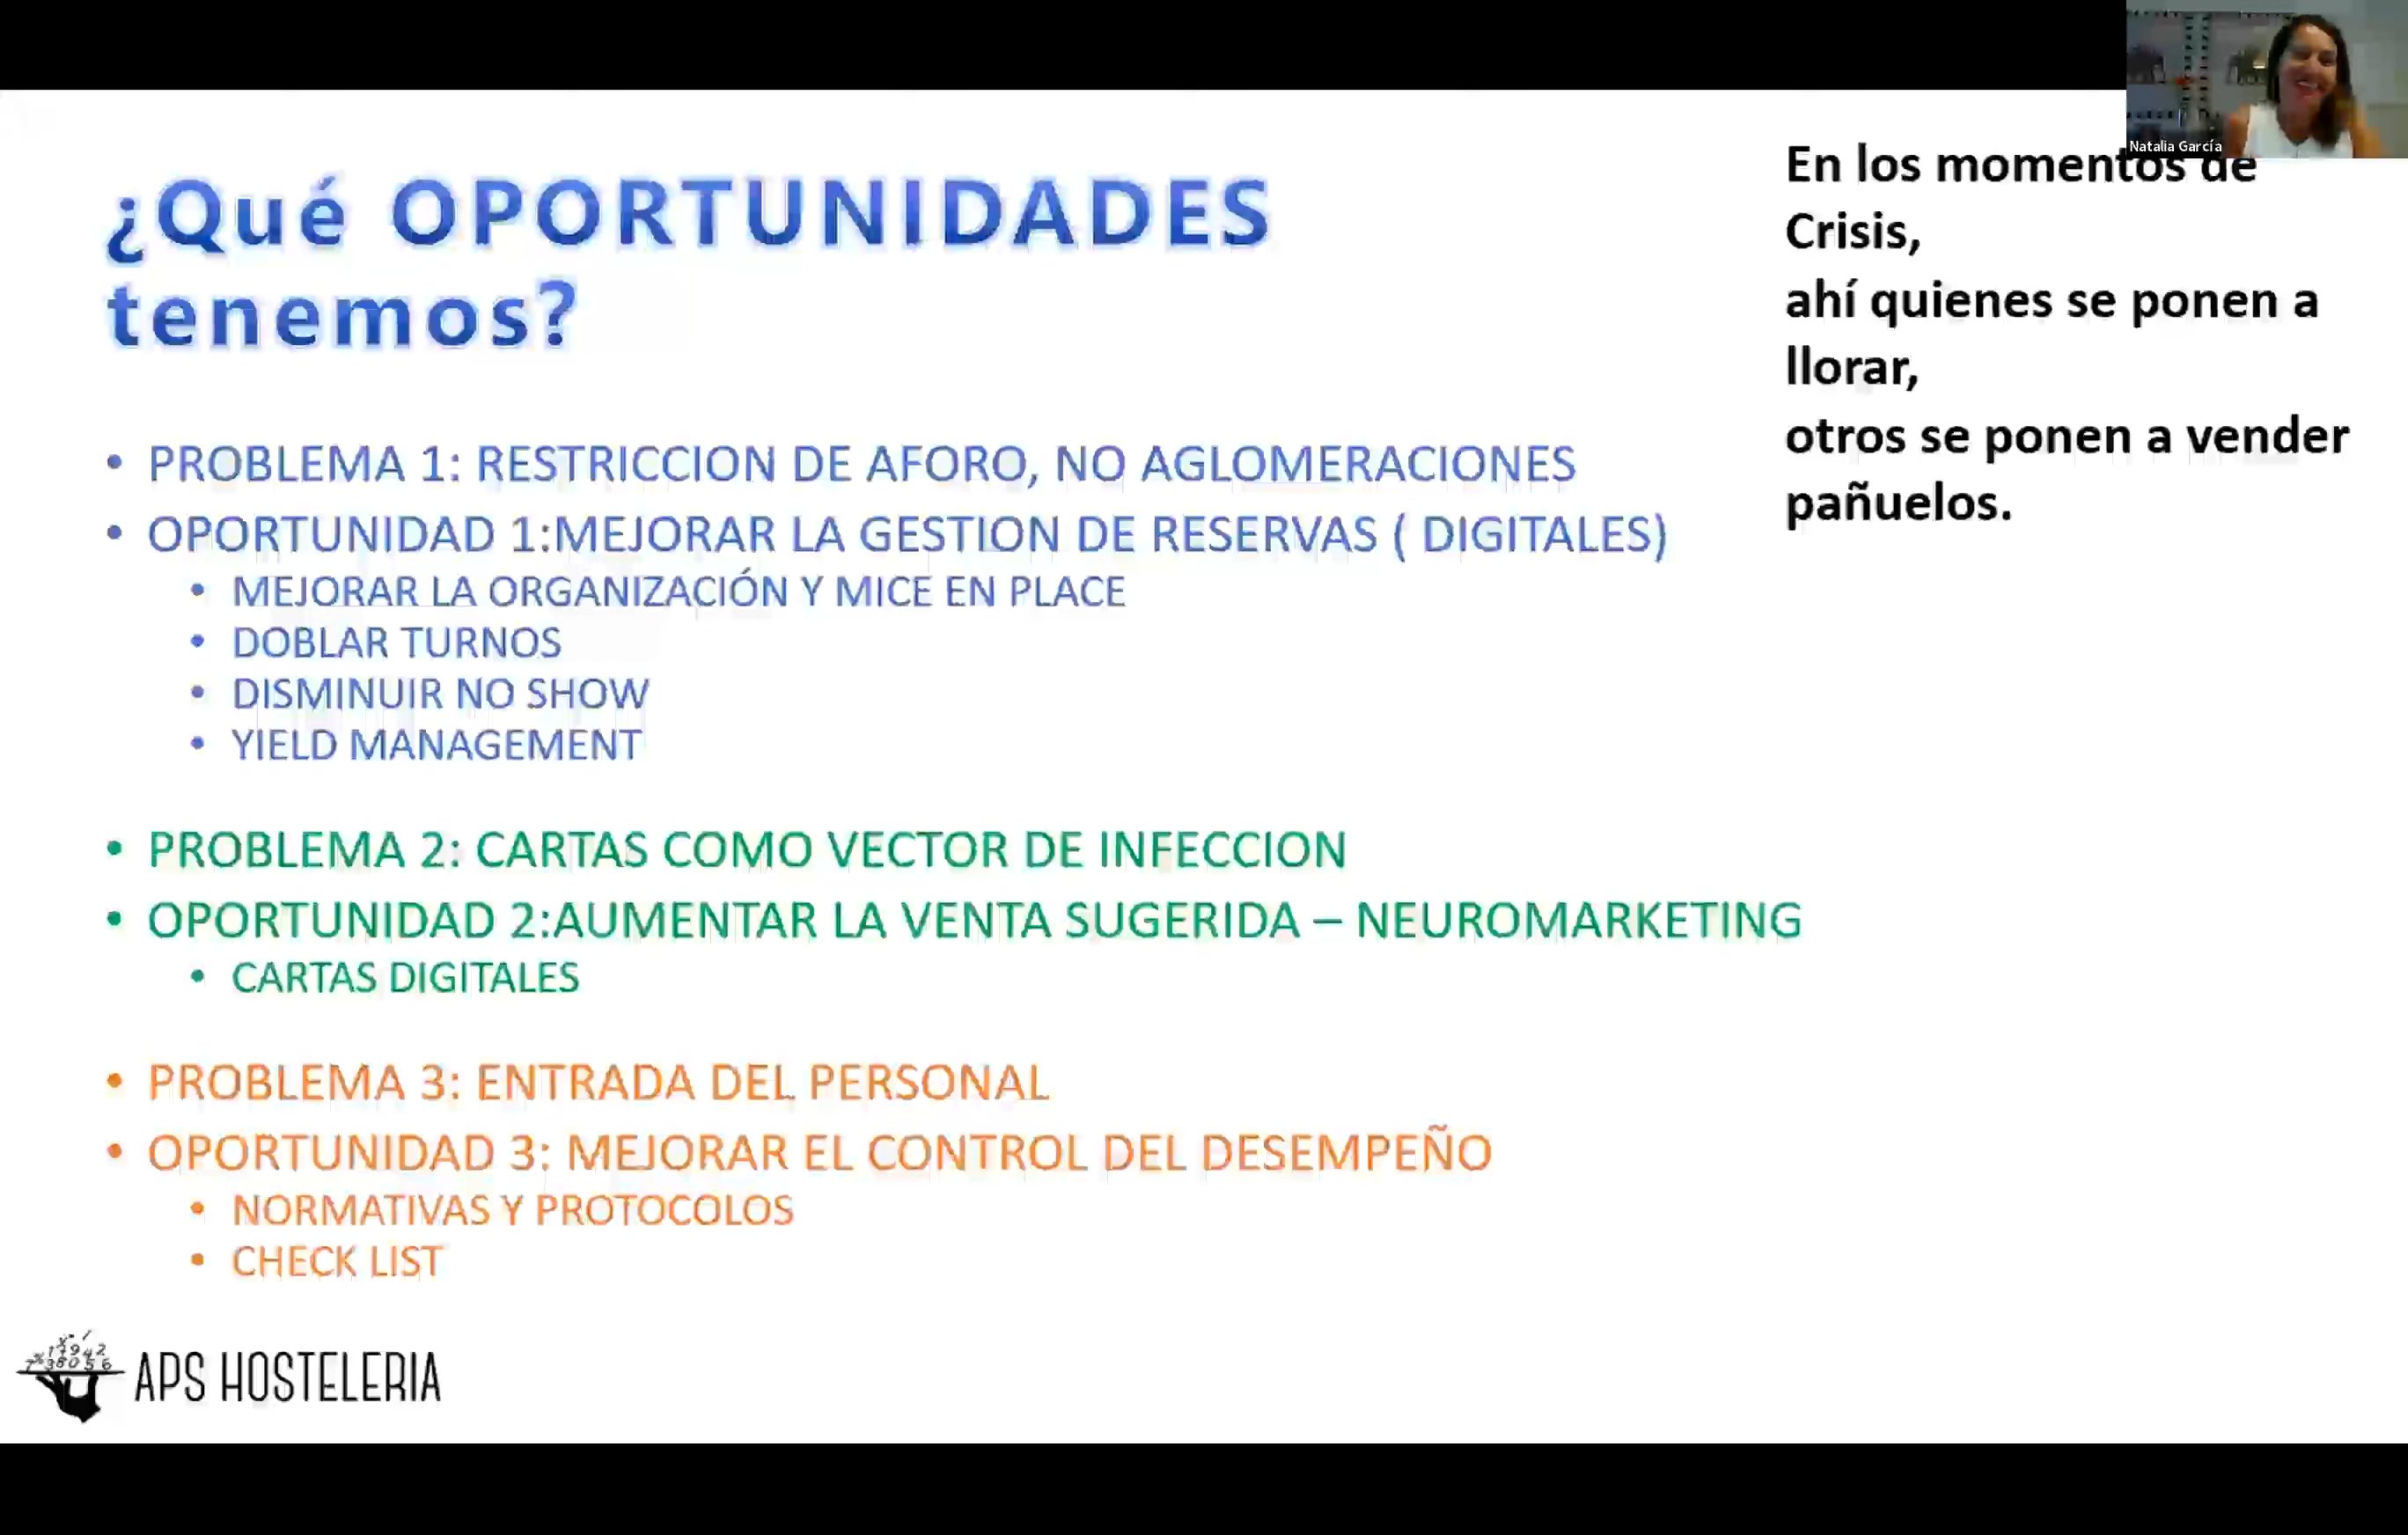 Natalia García
¿Qué OPORTUNIDADES
tenemos?
En los momentos de
Crisis,
ahí quienes se ponen a
llorar,
otros se ponen a vender
pañuelos.
• PROBLEMA 1: RESTRICCION DE AFORO, NO AGLOMERACIONES
• OPORTUNIDAD 1:MEJORAR LA GESTION DE RESERVAS ( DIGITALES)
• MEJORAR LA ORGANIZACIÓN Y MICE EN PLACE
• DOBLAR TURNOS
• DISMINUIR NO SHOW
• YIELD MANAGEMENT
• PROBLEMA 2: CARTAS COMO VECTOR DE INFECCION
• OPORTUNIDAD 2:AUMENTAR LA VENTA SUGERIDA – NEUROMARKETING
• CARTAS DIGITALES
• PROBLEMA 3: ENTRADA DEL PERSONAL
• OPORTUNIDAD 3: MEJORAR EL CONTROL DEL DESEMPEÑO
• NORMATIVAS Y PROTOCOLOS
• CHECK LIST
APS HOSTELERIA